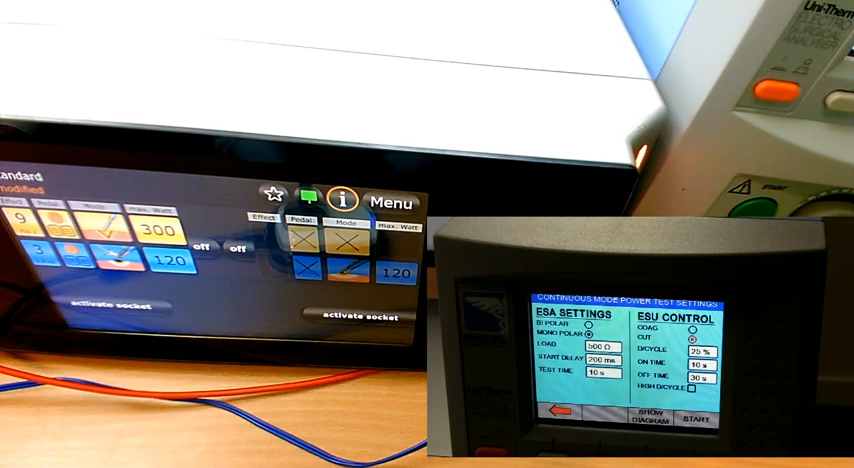 Uni-Therm
ELECTRO
SURGICAL
ANALYSER
START
andard
modified
Menu
Effect Pedal Mode max. Watt
9 300
3 120
off off
activate socket
Effect Pedal Mode max. Watt
120
activate socket
CONTINUOUS MODE POWER TEST SETTINGS
ESA SETTINGS
BI POLAR
MONO POLAR
LOAD 500 Ω
START DELAY 200 ms
TEST TIME 10 s
ESU CONTROL
COAG
CUT
D/CYCLE 25 %
ON TIME 10 s
OFF TIME 30 s
HIGH D/CYCLE
SHOW
DIAGRAM
START